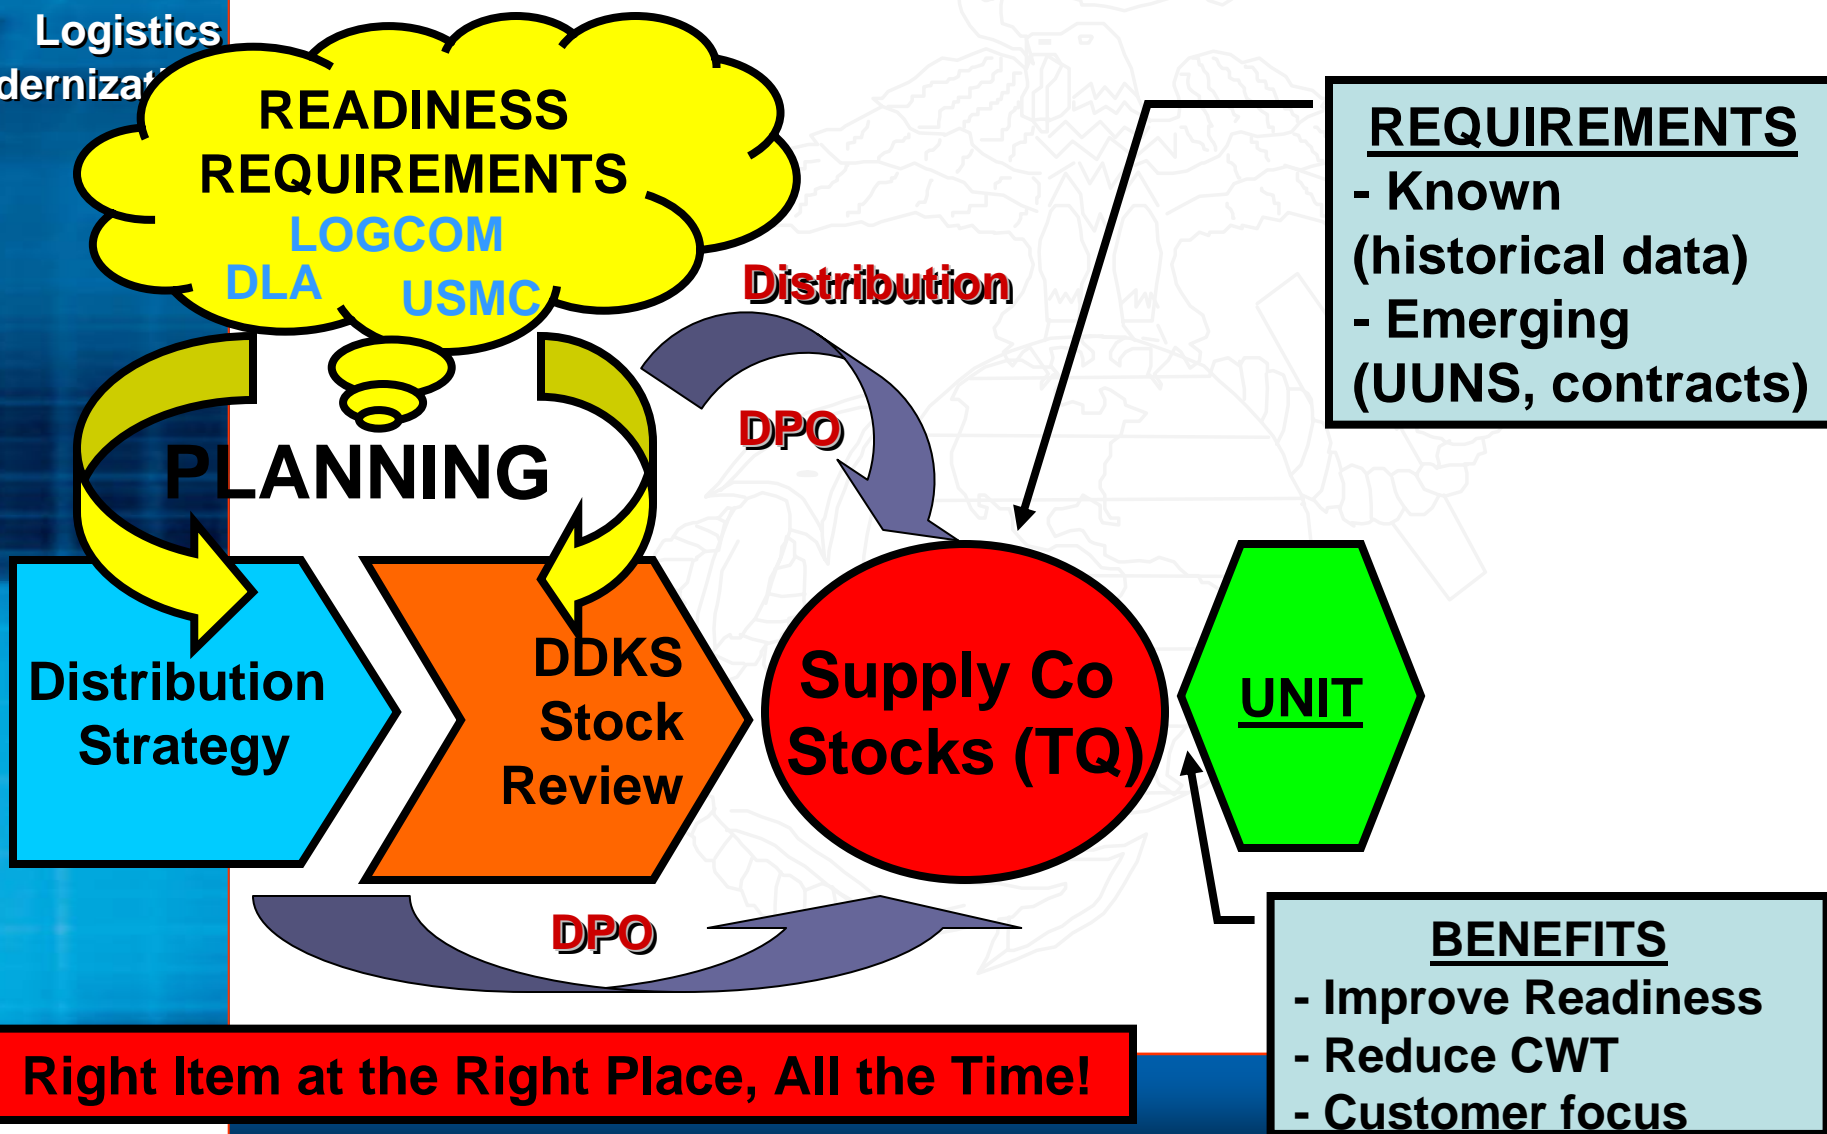 Logistics
READINESS
REQUIREMENTS
LOGCOM
DLA
USMC
PLANNING
Distribution
DPO
REQUIREMENTS
- Known
(historical data)
- Emerging
(UUNS, contracts)
Distribution
Strategy
DDKS
Stock
Review
Supply Co
Stocks (TQ)
UNIT
DPO
BENEFITS
- Improve Readiness
- Reduce CWT
- Customer focus
Right Item at the Right Place, All the Time!